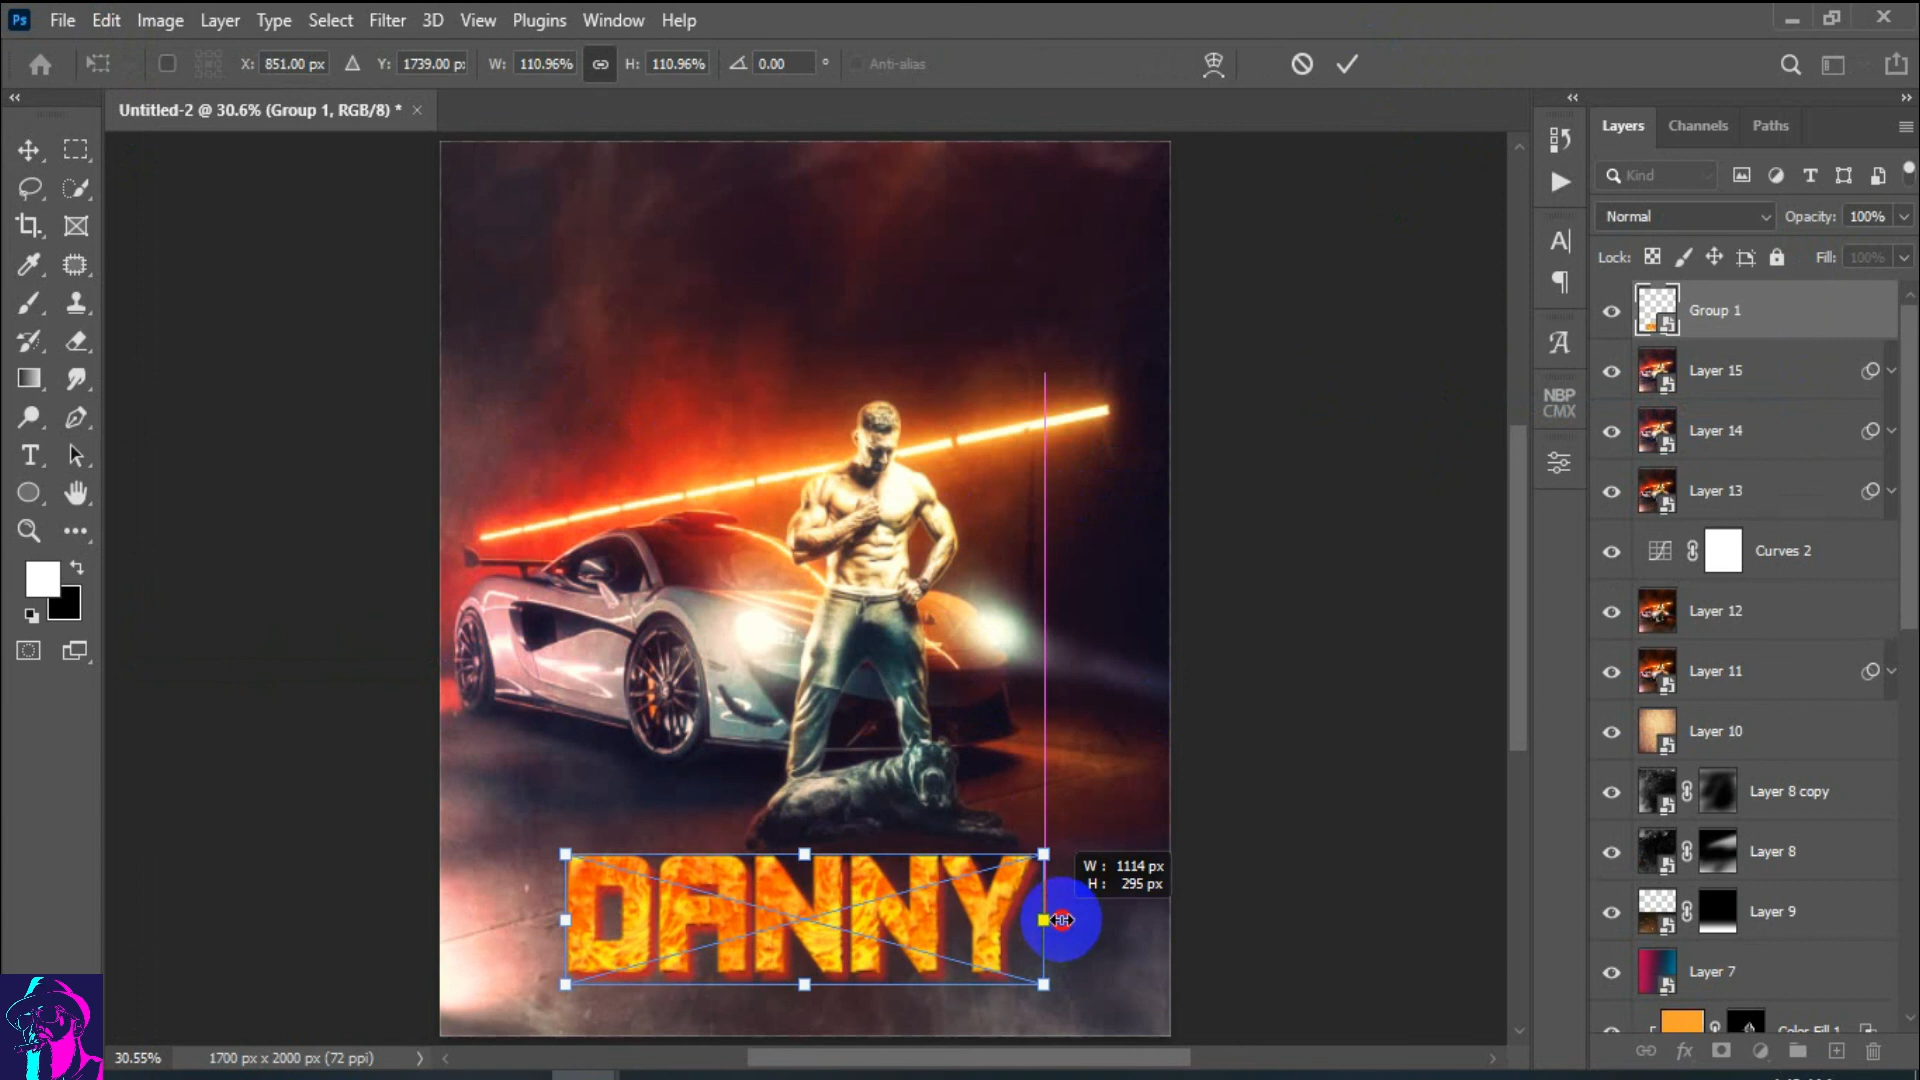 Ps File Edit Image Layer Type Select Filter 3D View Plugins Window Help
X: 851.00 px Y: 1739.00 p: W: 110.96% H: 110.96% 0.00 ° Anti-alias
Untitled-2 @ 30.6% (Group 1, RGB/8) *
Layers Channels Paths
Kind
Normal Opacity: 100%
Lock: Fill: 100%
Group 1
Layer 15
Layer 14
Layer 13
Curves 2
Layer 12
Layer 11
Layer 10
Layer 8 copy
Layer 8
Layer 9
Layer 7
Color Fill 1
NBP
CMX
W : 1114 px
H : 295 px
DANNY
30.55% 1700 px x 2000 px (72 ppi)